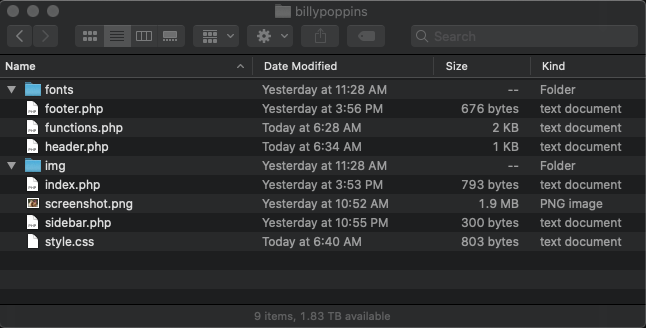 billypoppins
Search
Name Date Modified Size Kind
fonts Yesterday at 11:28 AM -- Folder
footer.php Yesterday at 3:56 PM 676 bytes text document
functions.php Today at 6:28 AM 2 KB text document
header.php Today at 6:34 AM 1 KB text document
img Yesterday at 11:28 AM -- Folder
index.php Yesterday at 3:53 PM 793 bytes text document
screenshot.png Yesterday at 10:52 AM 1.9 MB PNG image
sidebar.php Yesterday at 10:55 PM 300 bytes text document
style.css Today at 6:40 AM 803 bytes text document
9 items, 1.83 TB available